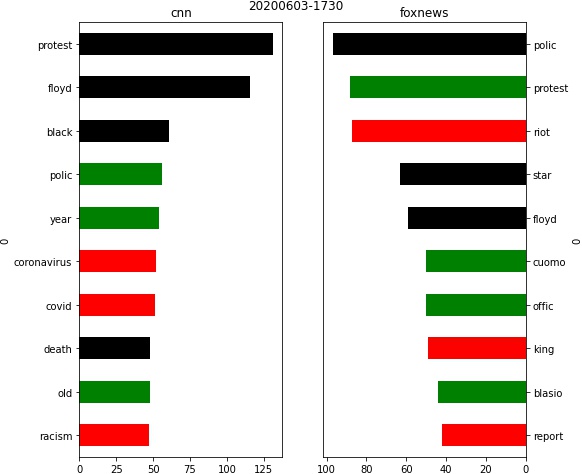 20200603-1730
cnn
foxnews
protest
floyd
black
polic
year
coronavirus
covid
death
old
racism
0
0 25 50 75 100 125
polic
protest
riot
star
floyd
cuomo
offic
king
blasio
report
0
100 80 60 40 20 0